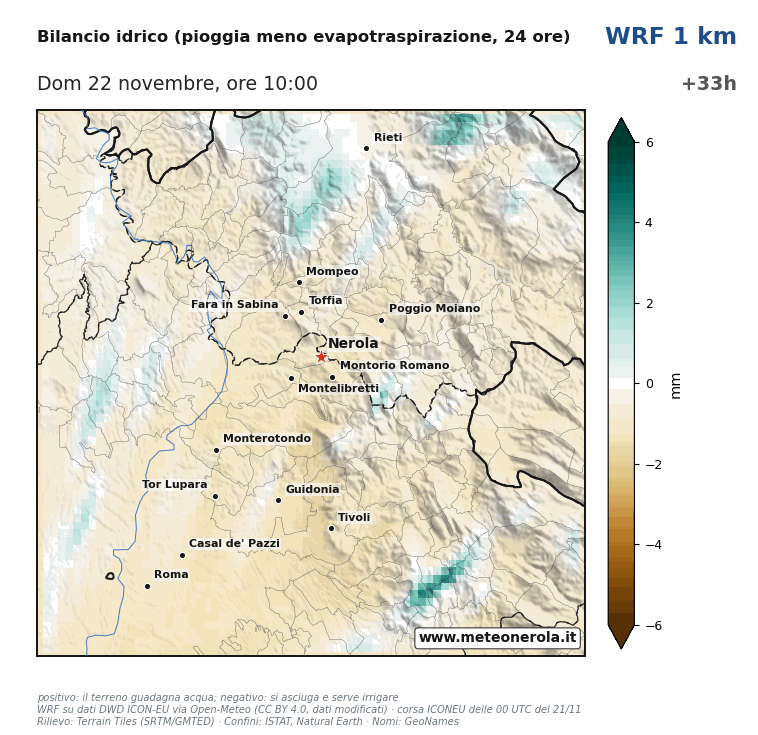 Bilancio idrico (pioggia meno evapotraspirazione, 24 ore)
WRF 1 km
Dom 22 novembre, ore 10:00
+33h
Rieti
Mompeo
Fara in Sabina
Toffia
Poggio Moiano
Nerola
Montorio Romano
Montelibretti
Monterotondo
Tor Lupara
Guidonia
Tivoli
Casal de' Pazzi
Roma
www.meteonerola.it
6
4
2
0
−2
−4
−6
mm
positivo: il terreno guadagna acqua; negativo: si asciuga e serve irrigare
WRF su dati DWD ICON-EU via Open-Meteo (CC BY 4.0, dati modificati) · corsa ICONEU delle 00 UTC del 21/11
Rilievo: Terrain Tiles (SRTM/GMTED) · Confini: ISTAT, Natural Earth · Nomi: GeoNames